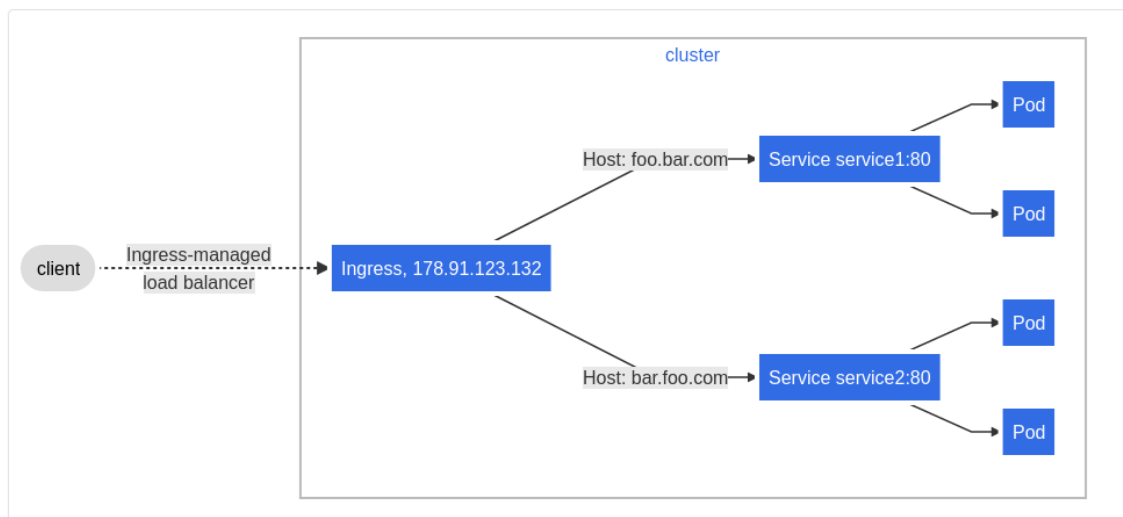 cluster
Pod
Host: foo.bar.com
Service service1:80
Pod
Ingress-managed
load balancer
client
Ingress, 178.91.123.132
Pod
Host: bar.foo.com
Service service2:80
Pod